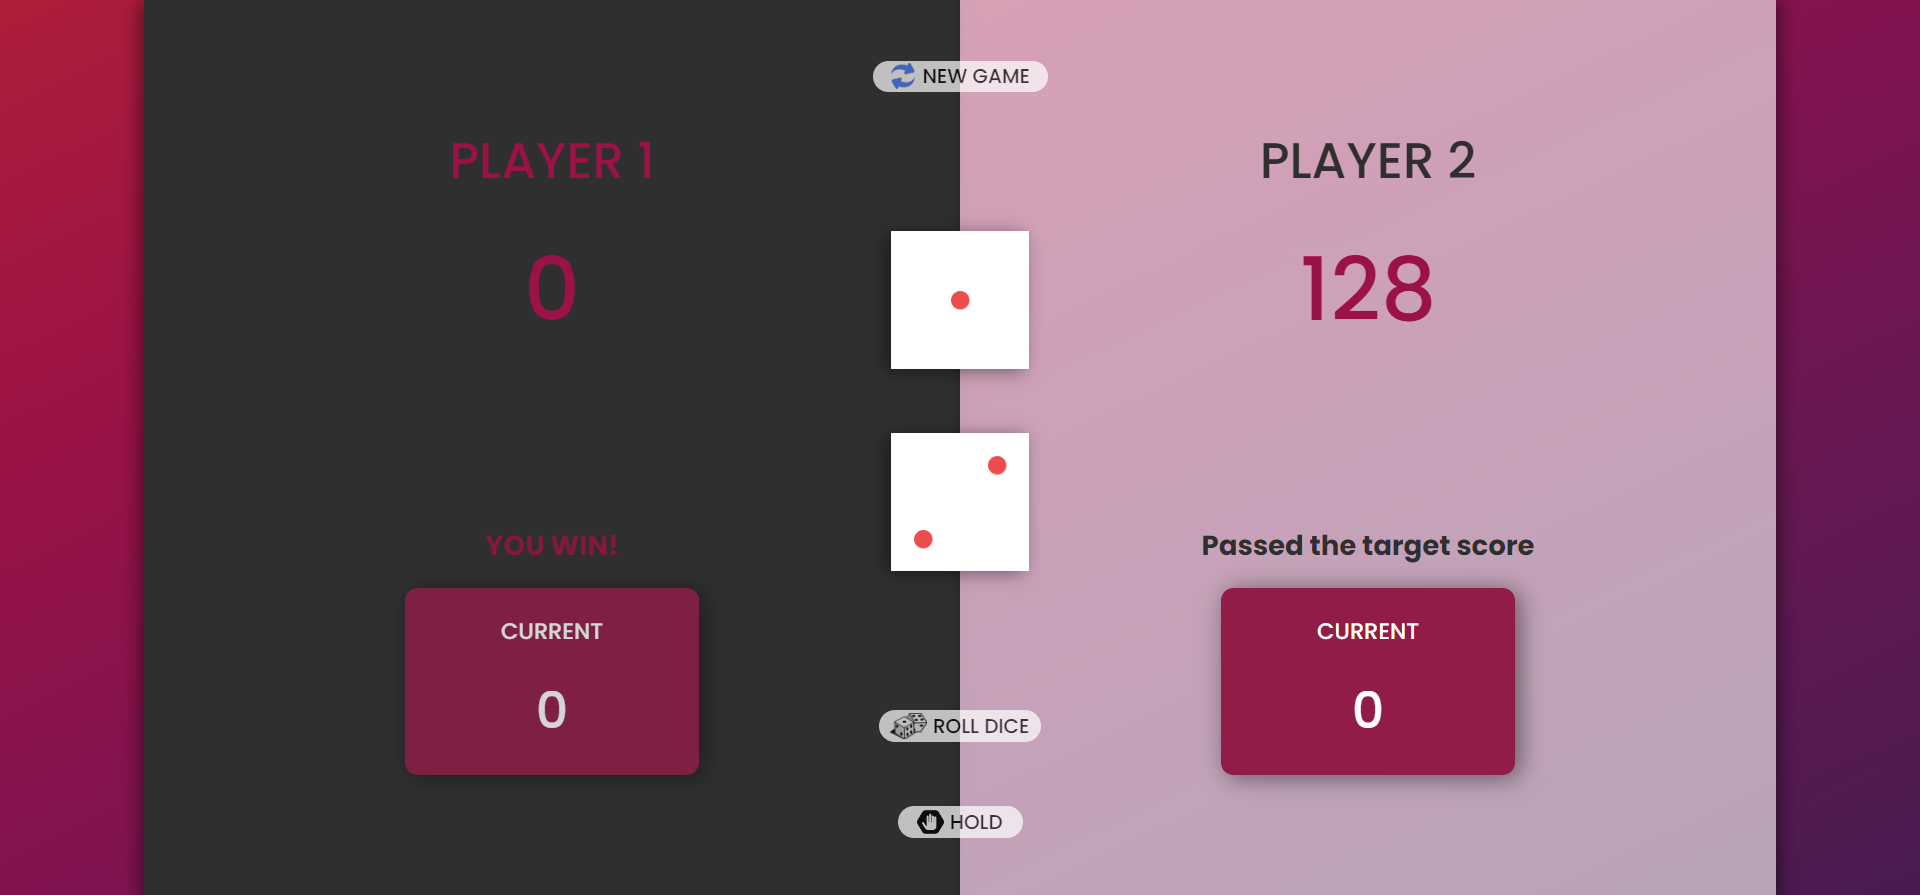 NEW GAME
PLAYER 1
0
YOU WIN!
CURRENT
0
PLAYER 2
128
Passed the target score
CURRENT
0
ROLL DICE
HOLD